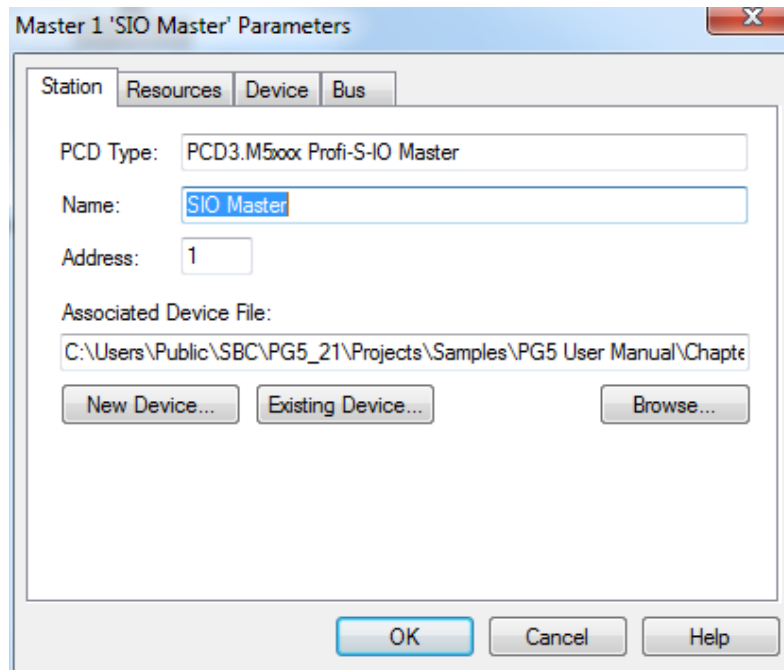 Master 1 'SIO Master' Parameters
X
Station Resources Device Bus
PCD Type: PCD3.M5xxx Profi-S-IO Master
Name: SIO Master
Address: 1
Associated Device File:
C:\Users\Public\SBC\PG5_21\Projects\Samples\PG5 User Manual\Chapte
New Device... Existing Device... Browse...
OK Cancel Help